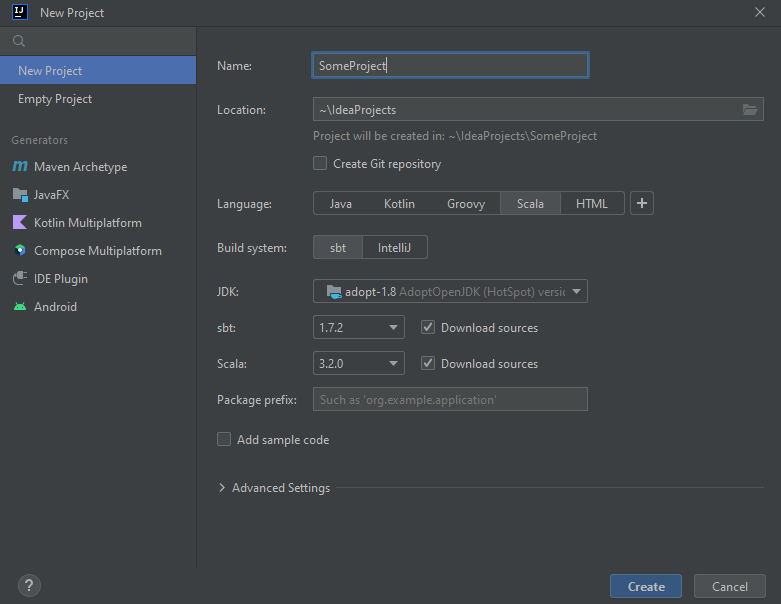 IJ New Project
New Project
Empty Project
Generators
Maven Archetype
JavaFX
Kotlin Multiplatform
Compose Multiplatform
IDE Plugin
Android
Name: SomeProject
Location: ~\IdeaProjects
Project will be created in: ~\IdeaProjects\SomeProject
Create Git repository
Language: Java Kotlin Groovy Scala HTML +
Build system: sbt IntelliJ
JDK: adopt-1.8 AdoptOpenJDK (HotSpot)
sbt: 1.7.2 Download sources
Scala: 3.2.0 Download sources
Package prefix: Such as 'org.example.application'
Add sample code
Advanced Settings
? Create Cancel